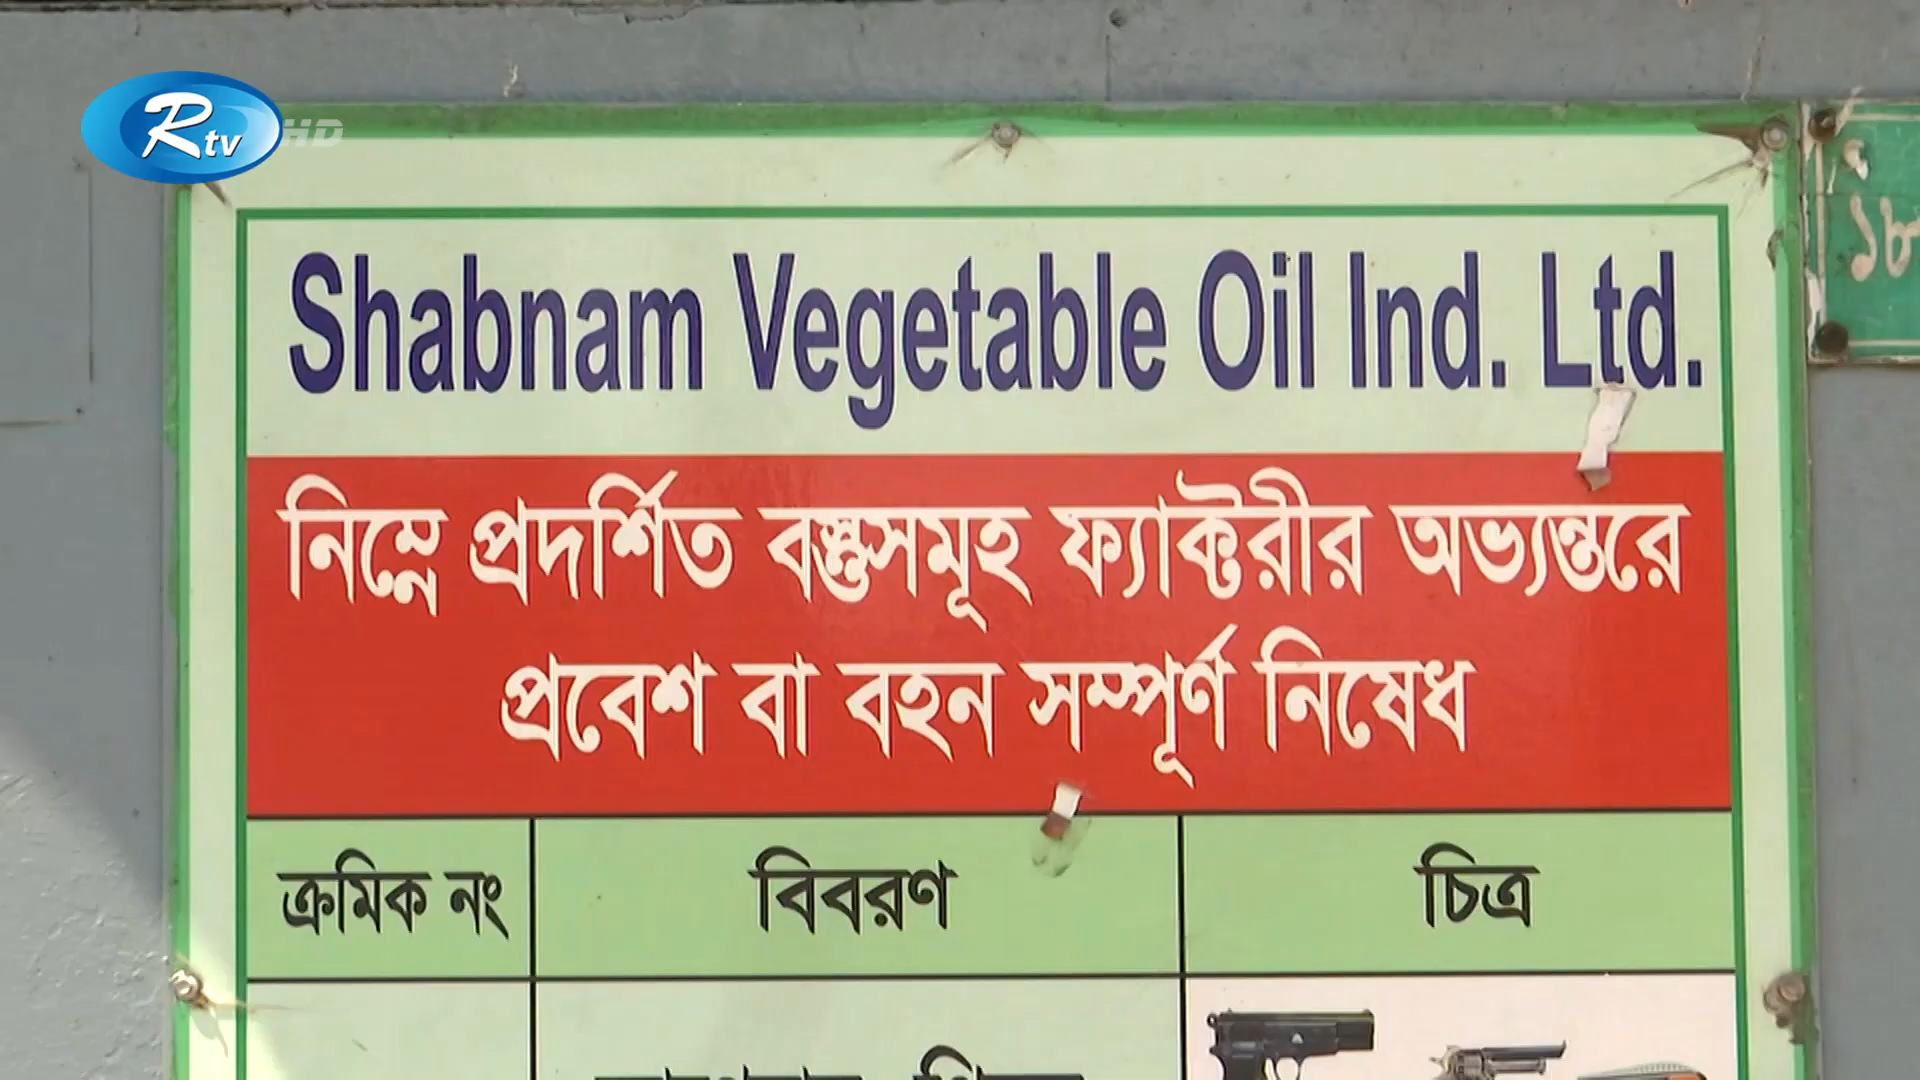 Rtv HD
Shabnam Vegetable Oil Ind. Ltd.
নিম্নে প্রদর্শিত বস্তুসমূহ ফ্যাক্টরীর অভ্যন্তরে
প্রবেশ বা বহন সম্পূর্ণ নিষেধ
ক্রমিক নং বিবরণ চিত্র